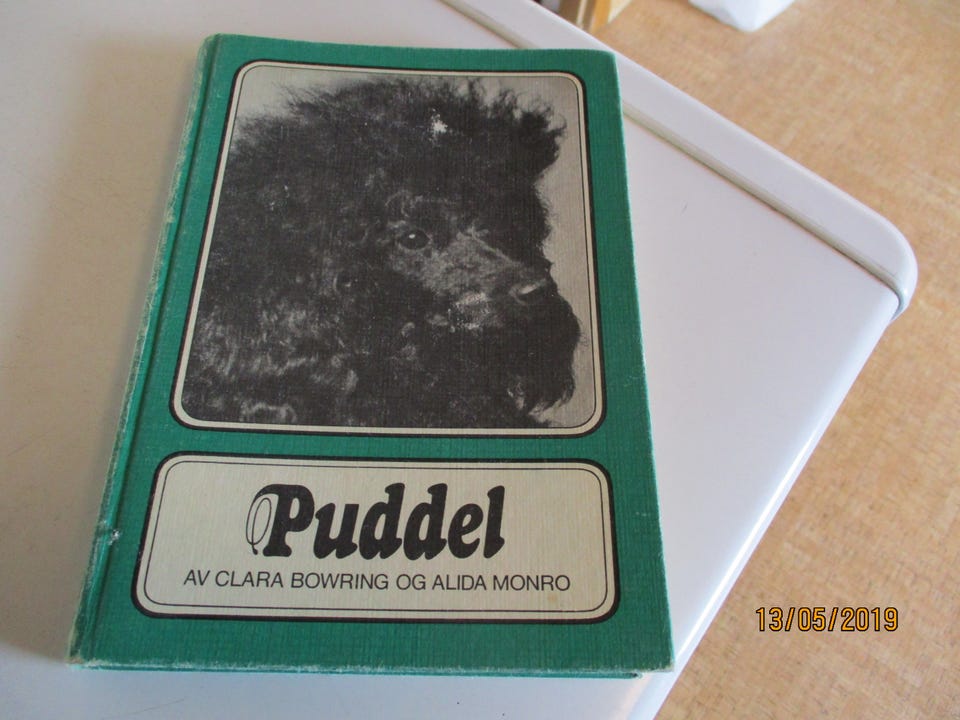 Puddel
AV CLARA BOWRING OG ALIDA MONRO
13/05/2019